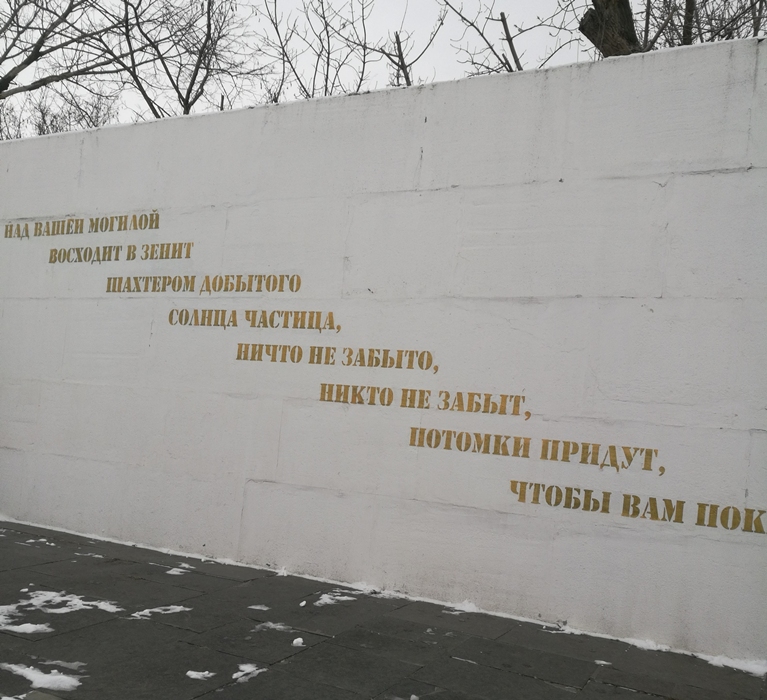 НАД ВАШЕЙ МОГИЛОЙ
ВОСХОДИТ В ЗЕНИТ
ШАХТЕРОМ ДОБЫТОГО
СОЛНЦА ЧАСТИЦА,
НИЧТО НЕ ЗАБЫТО,
НИКТО НЕ ЗАБЫТ,
ПОТОМКИ ПРИДУТ,
ЧТОБЫ ВАМ ПОК